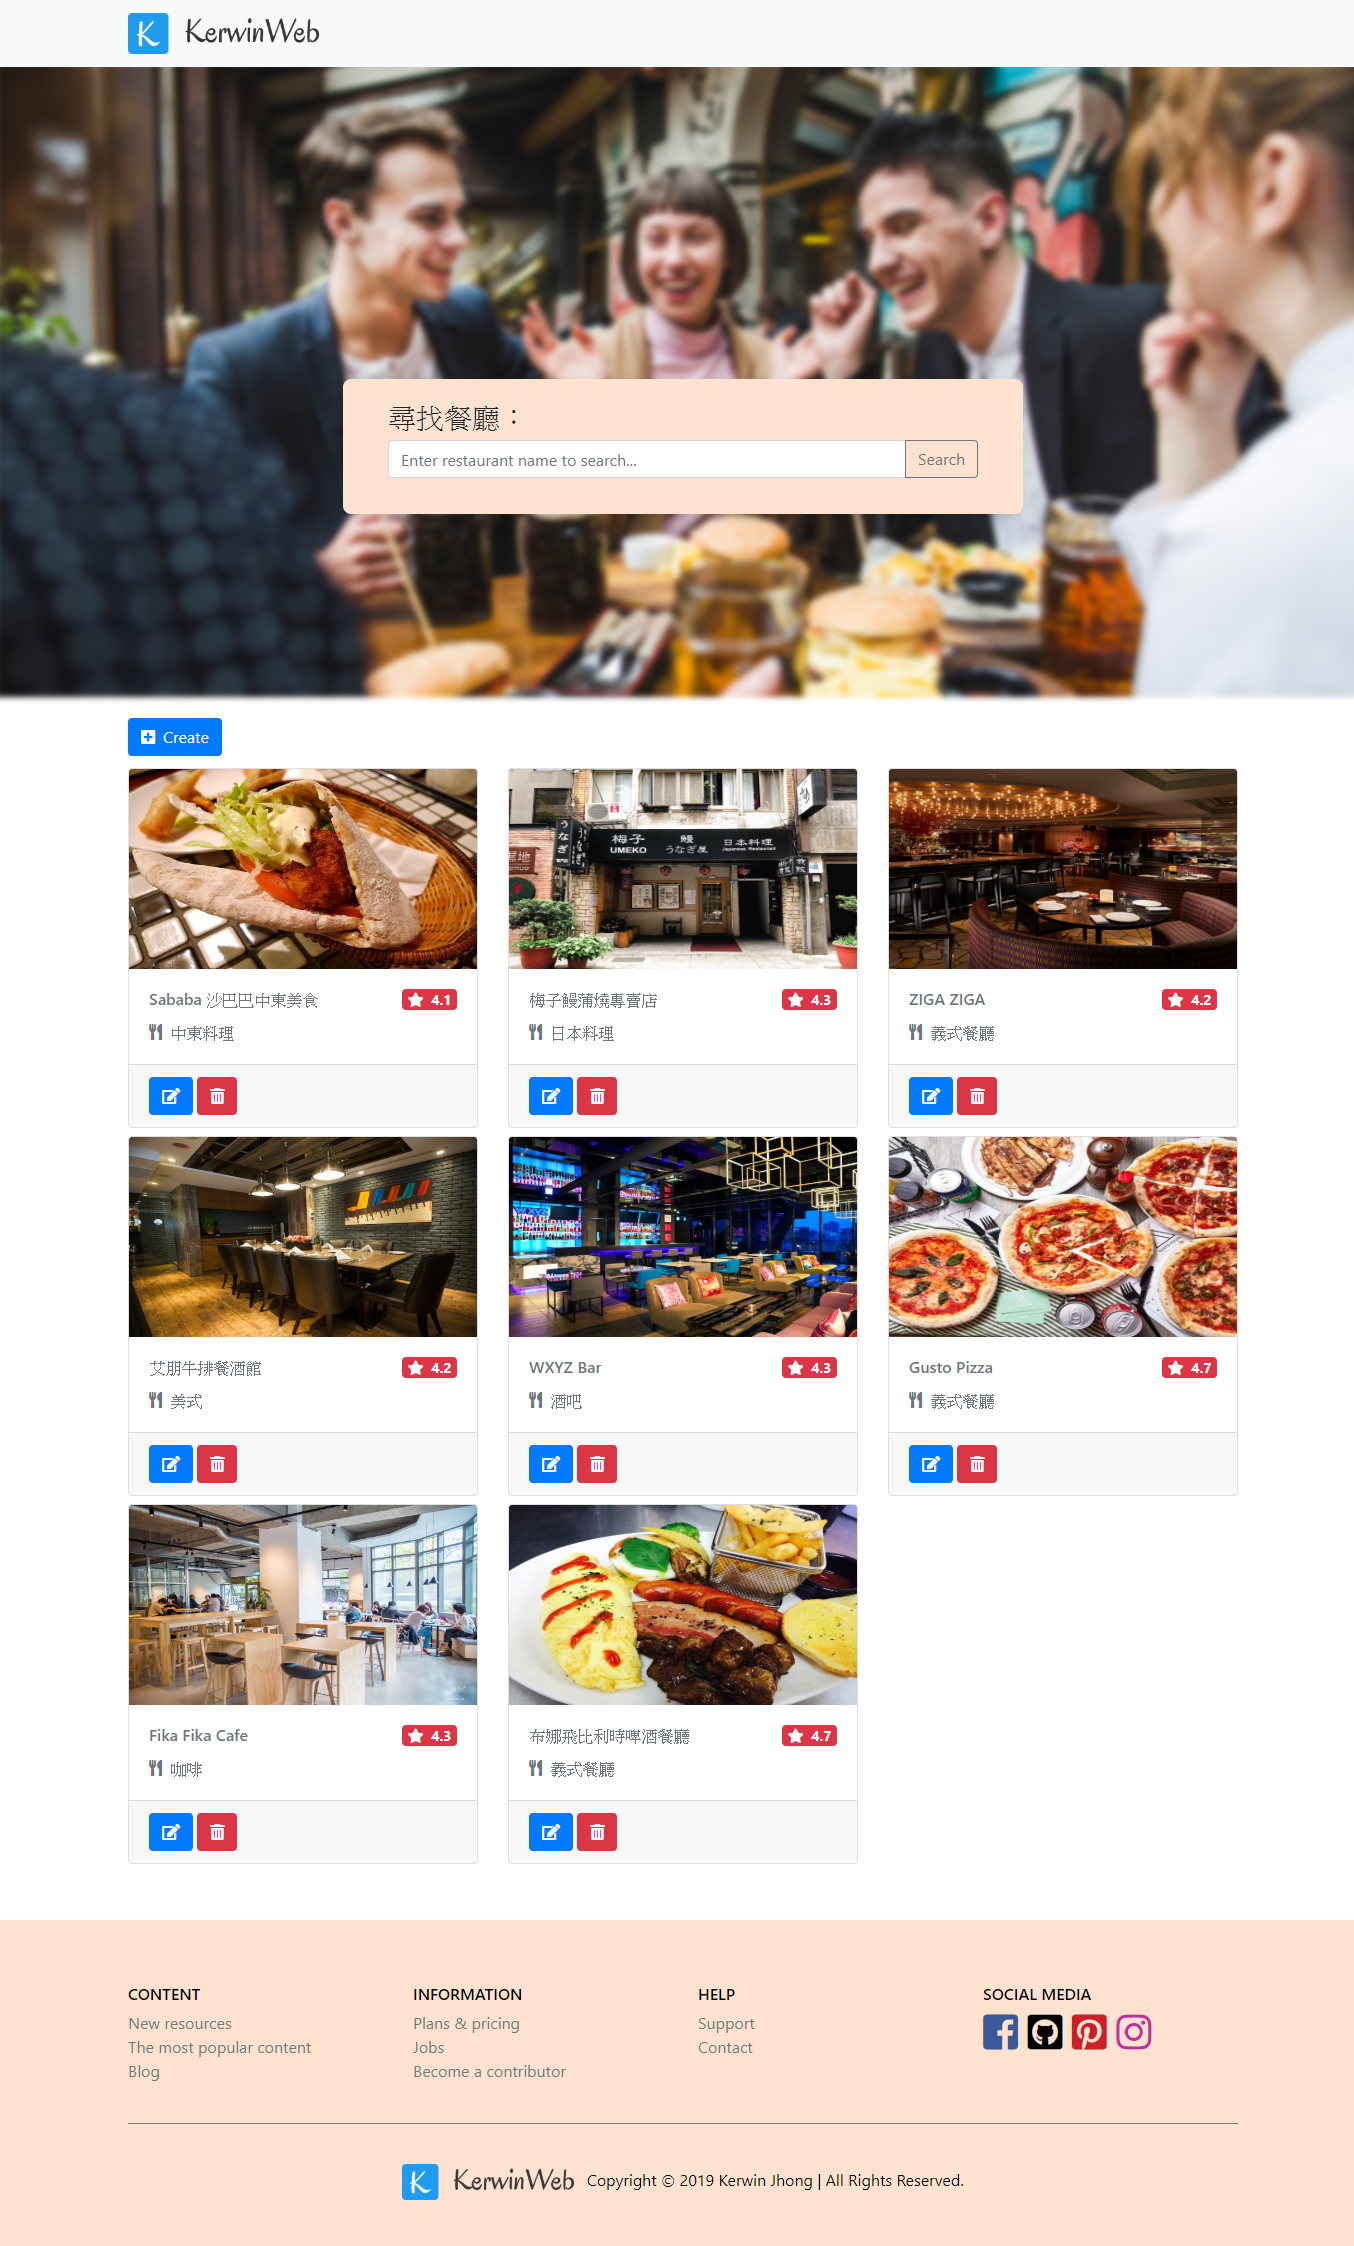 K KerwinWeb
尋找餐廳：
Enter restaurant name to search...
Search
Create
うなぎ
梅子 鰻 日本料理
UMEKO うなぎ屋 Japanese Restaurant
Sababa 沙巴巴中東美食
4.1
中東料理
梅子鰻蒲燒專賣店
4.3
日本料理
ZIGA ZIGA
4.2
義式餐廳
艾朋牛排餐酒館
4.2
美式
WXYZ Bar
4.3
酒吧
Gusto Pizza
4.7
義式餐廳
Fika Fika Cafe
4.3
咖啡
布娜飛比利時啤酒餐廳
4.7
義式餐廳
CONTENT
New resources
The most popular content
Blog
INFORMATION
Plans & pricing
Jobs
Become a contributor
HELP
Support
Contact
SOCIAL MEDIA
K KerwinWeb Copyright © 2019 Kerwin Jhong | All Rights Reserved.